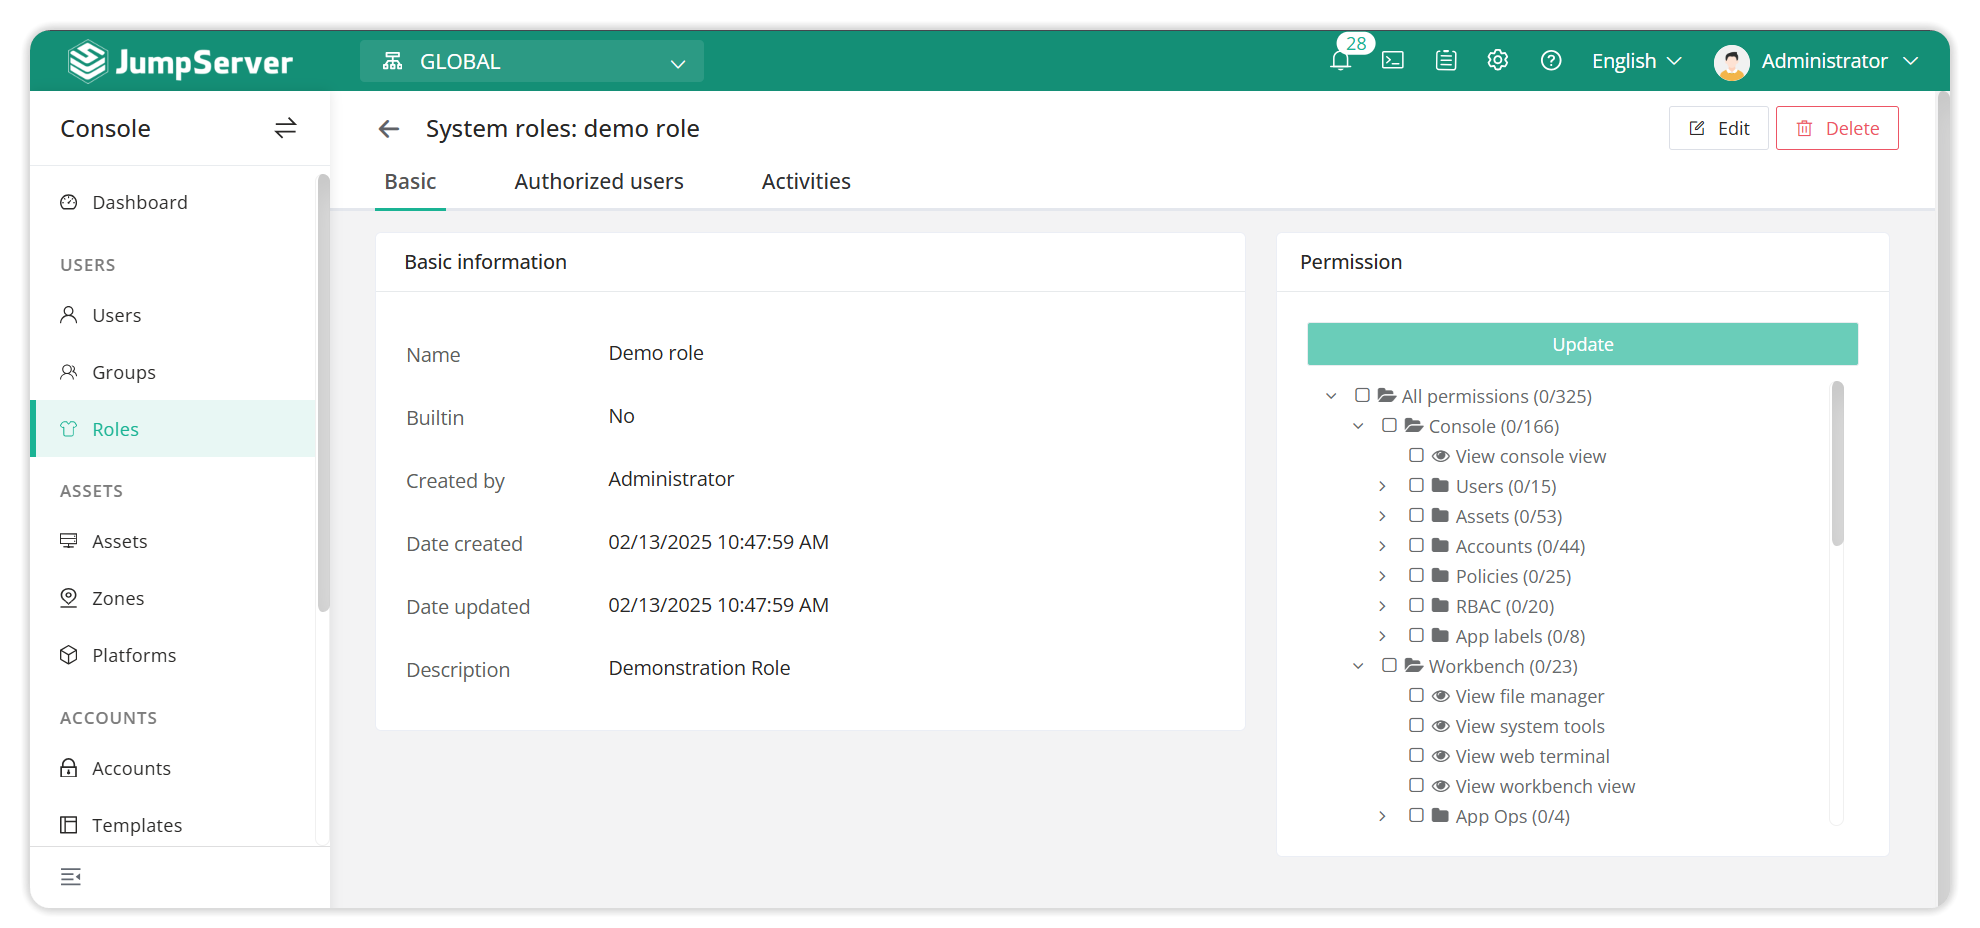 JumpServer
GLOBAL
28
English
Administrator
Console
Dashboard
USERS
Users
Groups
Roles
ASSETS
Assets
Zones
Platforms
ACCOUNTS
Accounts
Templates
System roles: demo role
Edit
Delete
Basic
Authorized users
Activities
Basic information
Name
Demo role
Builtin
No
Created by
Administrator
Date created
02/13/2025 10:47:59 AM
Date updated
02/13/2025 10:47:59 AM
Description
Demonstration Role
Permission
Update
All permissions (0/325)
Console (0/166)
View console view
Users (0/15)
Assets (0/53)
Accounts (0/44)
Policies (0/25)
RBAC (0/20)
App labels (0/8)
Workbench (0/23)
View file manager
View system tools
View web terminal
View workbench view
App Ops (0/4)